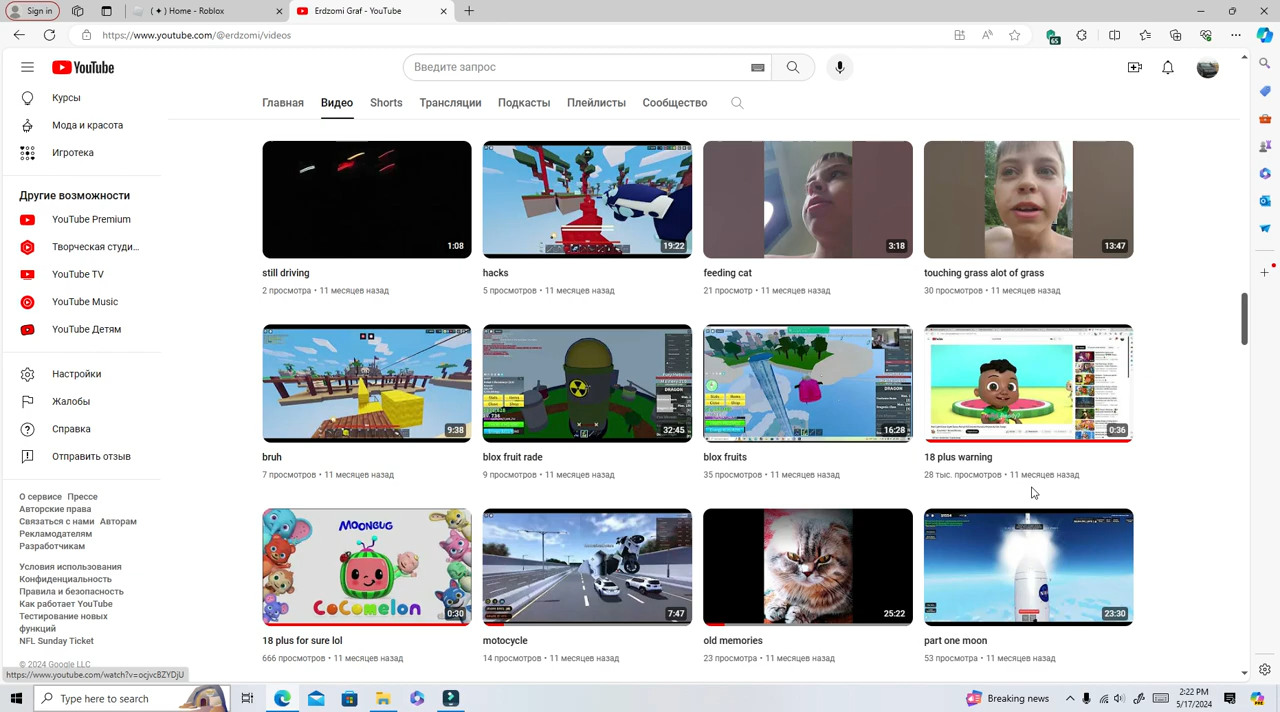 Sign in
( ✦ ) Home - Roblox
Erdzomi Graf - YouTube
https://www.youtube.com/@erdzomi/videos
65
YouTube
Введите запрос
Курсы
Мода и красота
Игротека
Другие возможности
YouTube Premium
Творческая студи...
YouTube TV
YouTube Music
YouTube Детям
Настройки
Жалобы
Справка
Отправить отзыв
О сервисе Прессе
Авторские права
Связаться с нами Авторам
Рекламодателям
Разработчикам
Условия использования
Конфиденциальность
Правила и безопасность
Как работает YouTube
Тестирование новых
функций
NFL Sunday Ticket
© 2024 Google LLC
https://www.youtube.com/watch?v=ocjvcBZYDjU
Главная Видео Shorts Трансляции Подкасты Плейлисты Сообщество
1:08
19:22
3:18
13:47
still driving
2 просмотра • 11 месяцев назад
hacks
5 просмотров • 11 месяцев назад
feeding cat
21 просмотр • 11 месяцев назад
touching grass alot of grass
30 просмотров • 11 месяцев назад
9:38
32:45
16:28
0:36
bruh
7 просмотров • 11 месяцев назад
blox fruit rade
9 просмотров • 11 месяцев назад
blox fruits
35 просмотров • 11 месяцев назад
18 plus warning
28 тыс. просмотров • 11 месяцев назад
MOONBUG
CoComelon
0:30
7:47
25:22
NASA
23:30
18 plus for sure lol
666 просмотров • 11 месяцев назад
motocycle
14 просмотров • 11 месяцев назад
old memories
23 просмотра • 11 месяцев назад
part one moon
53 просмотра • 11 месяцев назад
Type here to search
Breaking news
2:22 PM
5/17/2024